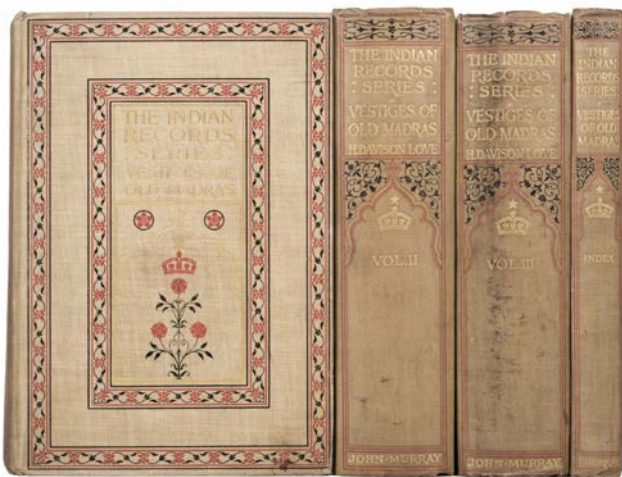 THE INDIAN
RECORDS
SERIES
VESTIGES OF
OLD MADRAS
THE INDIAN
RECORDS
SERIES
VESTIGES OF
OLD MADRAS
H.DAVISON LOVE
VOL.II
JOHN·MURRAY
THE INDIAN
RECORDS
SERIES
VESTIGES OF
OLD MADRAS
H.DAVISON LOVE
VOL.III
JOHN·MURRAY
THE
INDIAN
RECORDS
SERIES
VESTIGES
OF OLD
MADRAS
INDEX